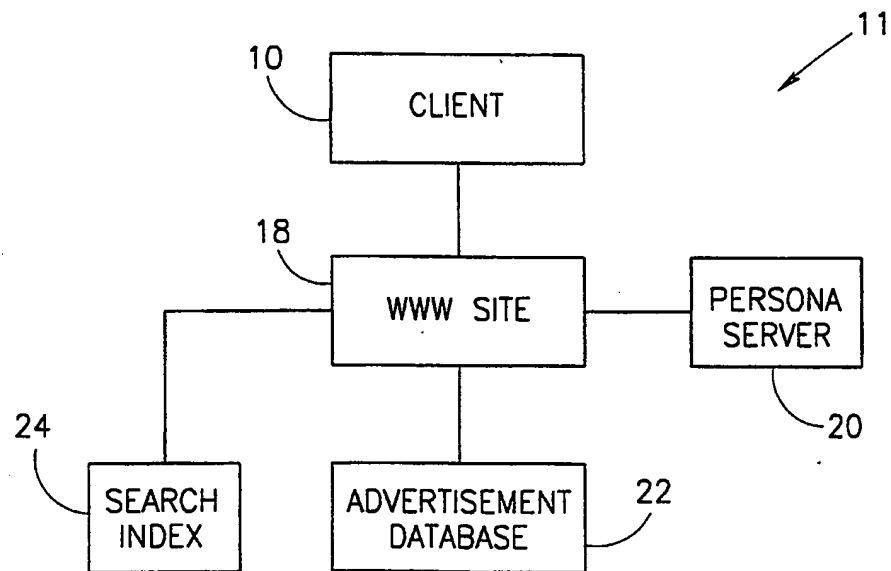 11
10
CLIENT
18
WWW SITE
PERSONA
SERVER
20
24
SEARCH
INDEX
ADVERTISEMENT
DATABASE
22